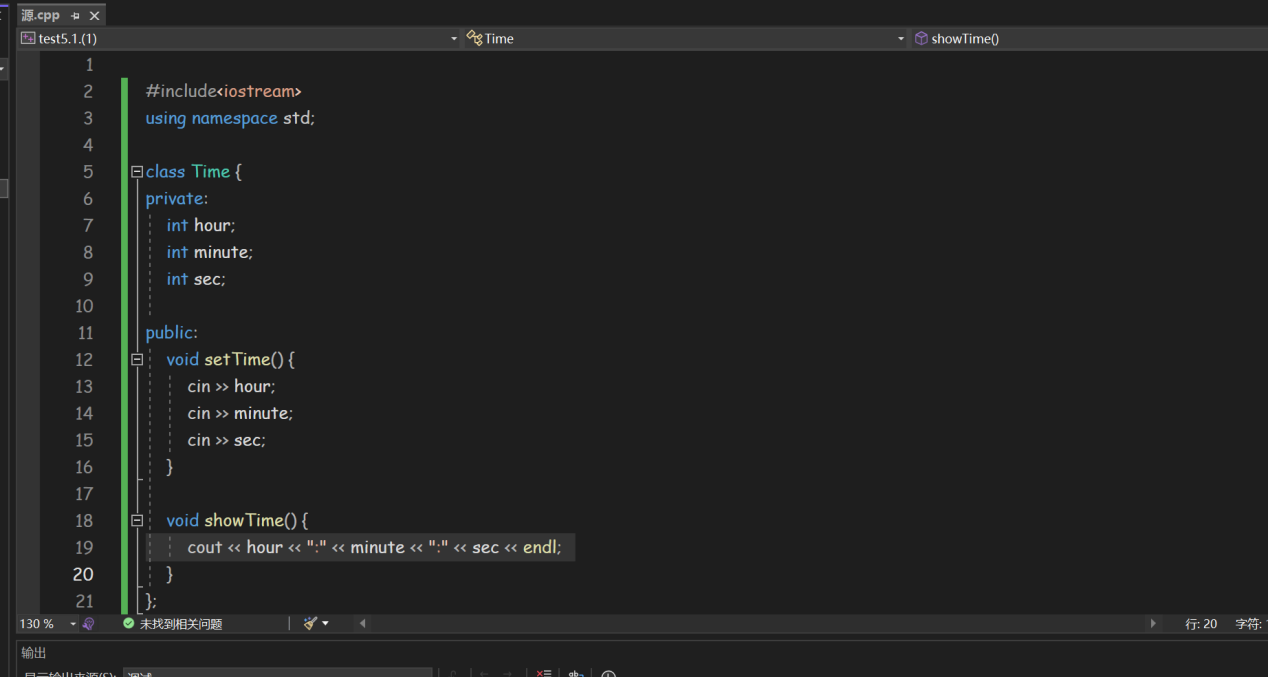 源.cpp
test5.1.(1) Time showTime()
1
2 #include<iostream>
3 using namespace std;
4
5 class Time {
6 private:
7 int hour;
8 int minute;
9 int sec;
10
11 public:
12 void setTime() {
13 cin >> hour;
14 cin >> minute;
15 cin >> sec;
16 }
17
18 void showTime() {
19 cout << hour << ":" << minute << ":" << sec << endl;
20 }
21 };
130 % 未找到相关问题 行: 20 字符:
输出